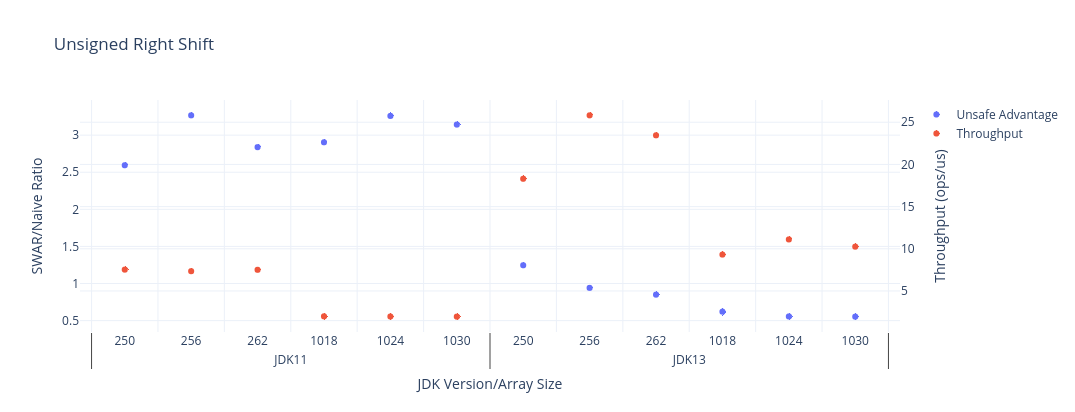 Unsigned Right Shift
Unsafe Advantage
Throughput
SWAR/Naive Ratio
3
2.5
2
1.5
1
0.5
25
20
15
10
5
Throughput (ops/us)
250 256 262 1018 1024 1030 250 256 262 1018 1024 1030
JDK11 JDK13
JDK Version/Array Size